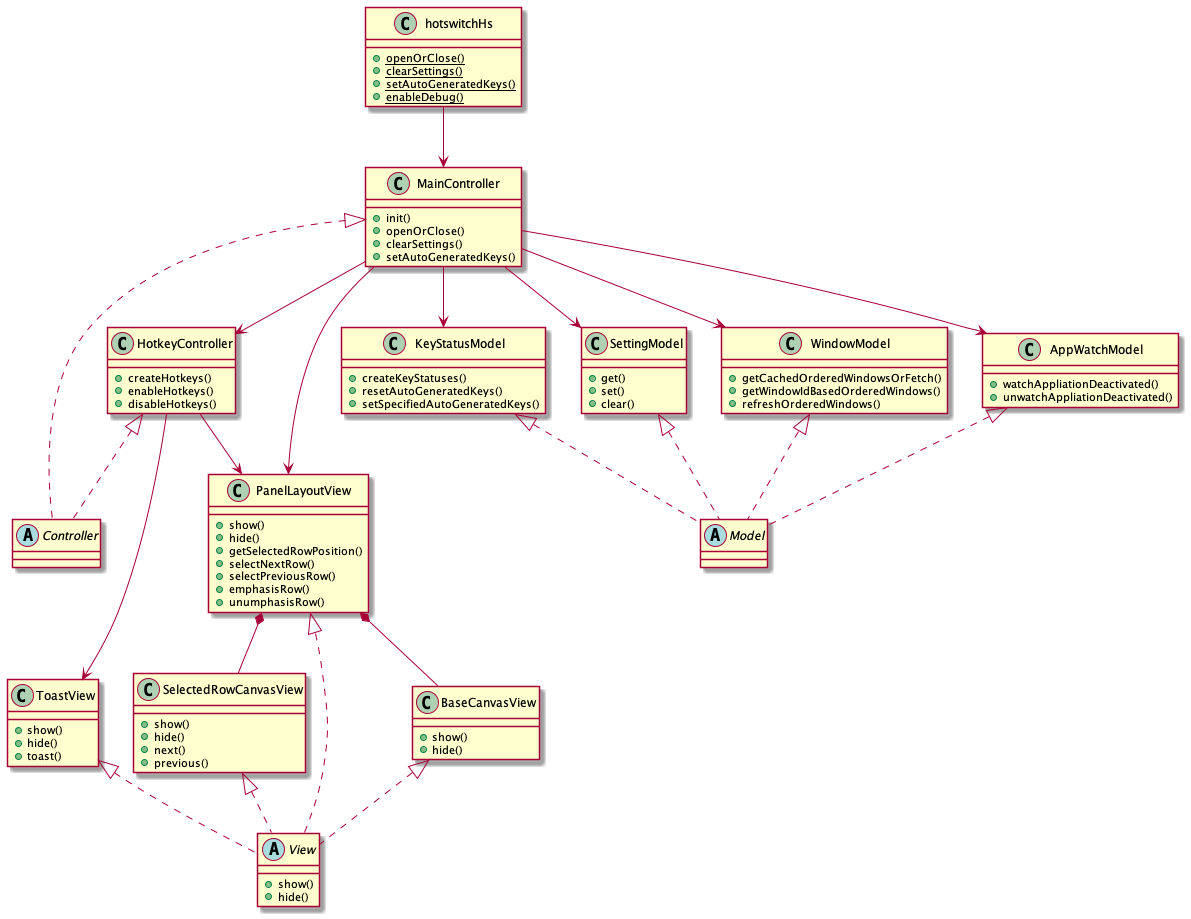 C hotswitchHs
openOrClose()
clearSettings()
setAutoGeneratedKeys()
enableDebug()
C MainController
init()
openOrClose()
clearSettings()
setAutoGeneratedKeys()
C HotkeyController
createHotkeys()
enableHotkeys()
disableHotkeys()
C KeyStatusModel
createKeyStatuses()
resetAutoGeneratedKeys()
setSpecifiedAutoGeneratedKeys()
C SettingModel
get()
set()
clear()
C WindowModel
getCachedOrderedWindowsOrFetch()
getWindowIdBasedOrderedWindows()
refreshOrderedWindows()
C AppWatchModel
watchAppliationDeactivated()
unwatchAppliationDeactivated()
A Controller
C PanelLayoutView
show()
hide()
getSelectedRowPosition()
selectNextRow()
selectPreviousRow()
emphasisRow()
unumphasisRow()
A Model
C ToastView
show()
hide()
toast()
C SelectedRowCanvasView
show()
hide()
next()
previous()
C BaseCanvasView
show()
hide()
A View
show()
hide()